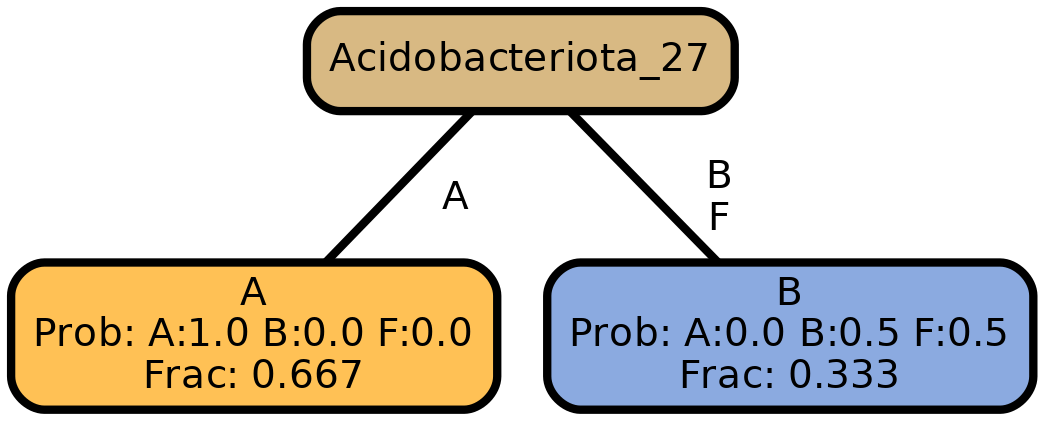 Acidobacteriota_27
A
B
F
A
Prob: A:1.0 B:0.0 F:0.0
Frac: 0.667
B
Prob: A:0.0 B:0.5 F:0.5
Frac: 0.333